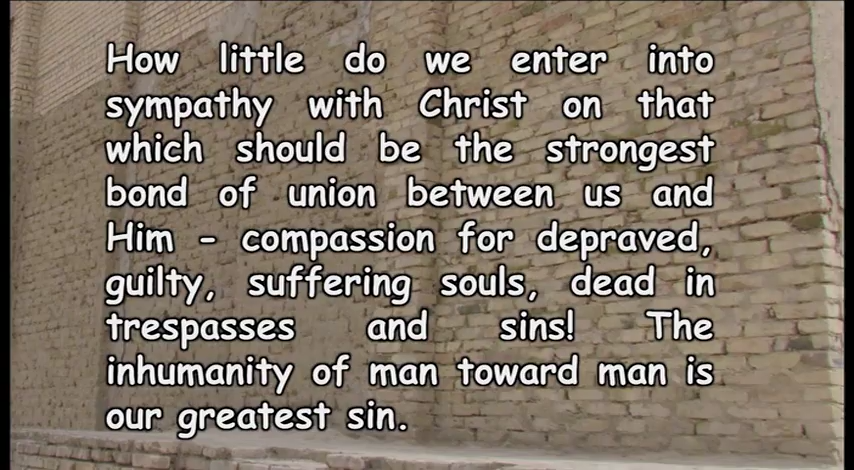 How little do we enter into
sympathy with Christ on that
which should be the strongest
bond of union between us and
Him - compassion for depraved,
guilty, suffering souls, dead in
trespasses and sins! The
inhumanity of man toward man is
our greatest sin.